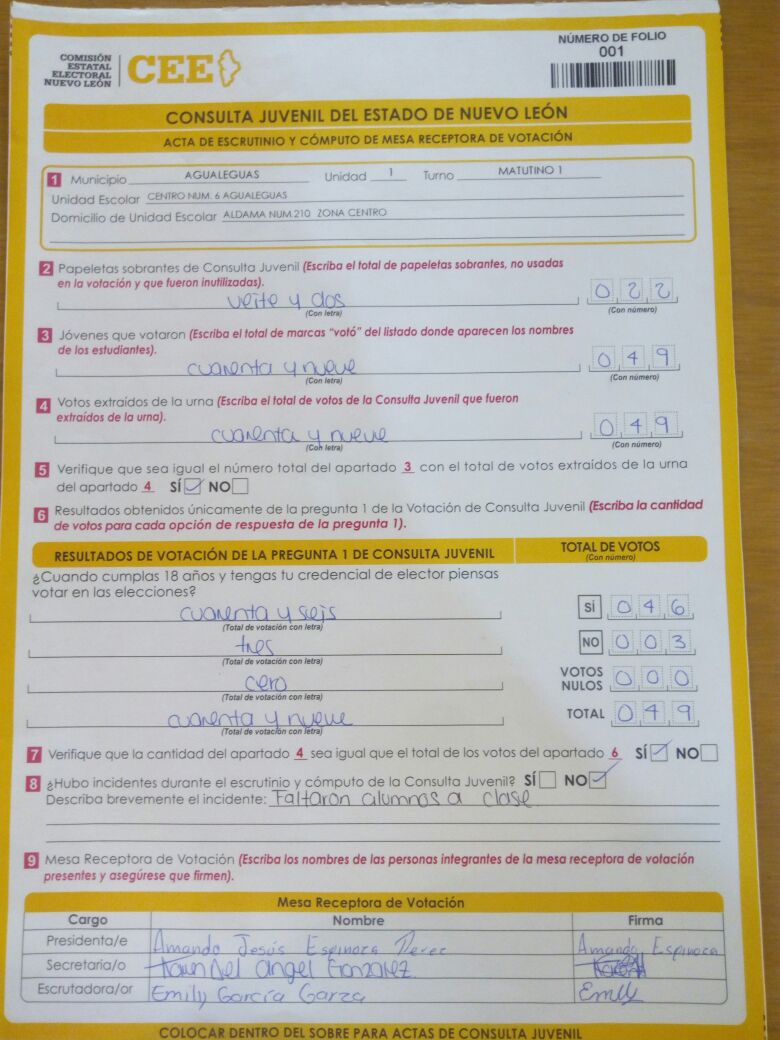 COMISIÓN
ESTATAL
ELECTORAL
NUEVO LEÓN
CEE
NÚMERO DE FOLIO
001
CONSULTA JUVENIL DEL ESTADO DE NUEVO LEÓN
ACTA DE ESCRUTINIO Y CÓMPUTO DE MESA RECEPTORA DE VOTACIÓN
1 Municipio AGUALEGUAS Unidad 1 Turno MATUTINO 1
Unidad Escolar CENTRO NUM. 6 AGUALEGUAS
Domicilio de Unidad Escolar ALDAMA NUM.210 ZONA CENTRO
2 Papeletas sobrantes de Consulta Juvenil (Escriba el total de papeletas sobrantes, no usadas
en la votación y que fueron inutilizadas).
veite y dos 0 2 2
(Con letra) (Con número)
3 Jóvenes que votaron (Escriba el total de marcas "votó" del listado donde aparecen los nombres
de los estudiantes).
cuarenta y nueve 0 4 9
(Con letra) (Con número)
4 Votos extraídos de la urna (Escriba el total de votos de la Consulta Juvenil que fueron
extraídos de la urna).
cuarenta y nueve 0 4 9
(Con letra) (Con número)
5 Verifique que sea igual el número total del apartado 3 con el total de votos extraídos de la urna
del apartado 4 SÍ NO
6 Resultados obtenidos únicamente de la pregunta 1 de la Votación de Consulta Juvenil (Escriba la cantidad
de votos para cada opción de respuesta de la pregunta 1).
RESULTADOS DE VOTACIÓN DE LA PREGUNTA 1 DE CONSULTA JUVENIL TOTAL DE VOTOS
(Con número)
¿Cuando cumplas 18 años y tengas tu credencial de elector piensas
votar en las elecciones?
cuarenta y seis SÍ 0 4 6
(Total de votación con letra)
tres NO 0 0 3
(Total de votación con letra)
cero VOTOS NULOS 0 0 0
(Total de votación con letra)
cuarenta y nueve TOTAL 0 4 9
(Total de votación con letra)
7 Verifique que la cantidad del apartado 4 sea igual que el total de los votos del apartado 6 SÍ NO
8 ¿Hubo incidentes durante el escrutinio y cómputo de la Consulta Juvenil? SÍ NO
Describa brevemente el incidente: Faltaron alumnos a clase
9 Mesa Receptora de Votación (Escriba los nombres de las personas integrantes de la mesa receptora de votación
presentes y asegúrese que firmen).
Mesa Receptora de Votación
Cargo Nombre Firma
Presidenta/e Amando Jesús Espinoza Perez Amando Espinoza
Secretaria/o Del Angel Gonzarez
Escrutadora/or Emily García Garza Emily
COLOCAR DENTRO DEL SOBRE PARA ACTAS DE CONSULTA JUVENIL